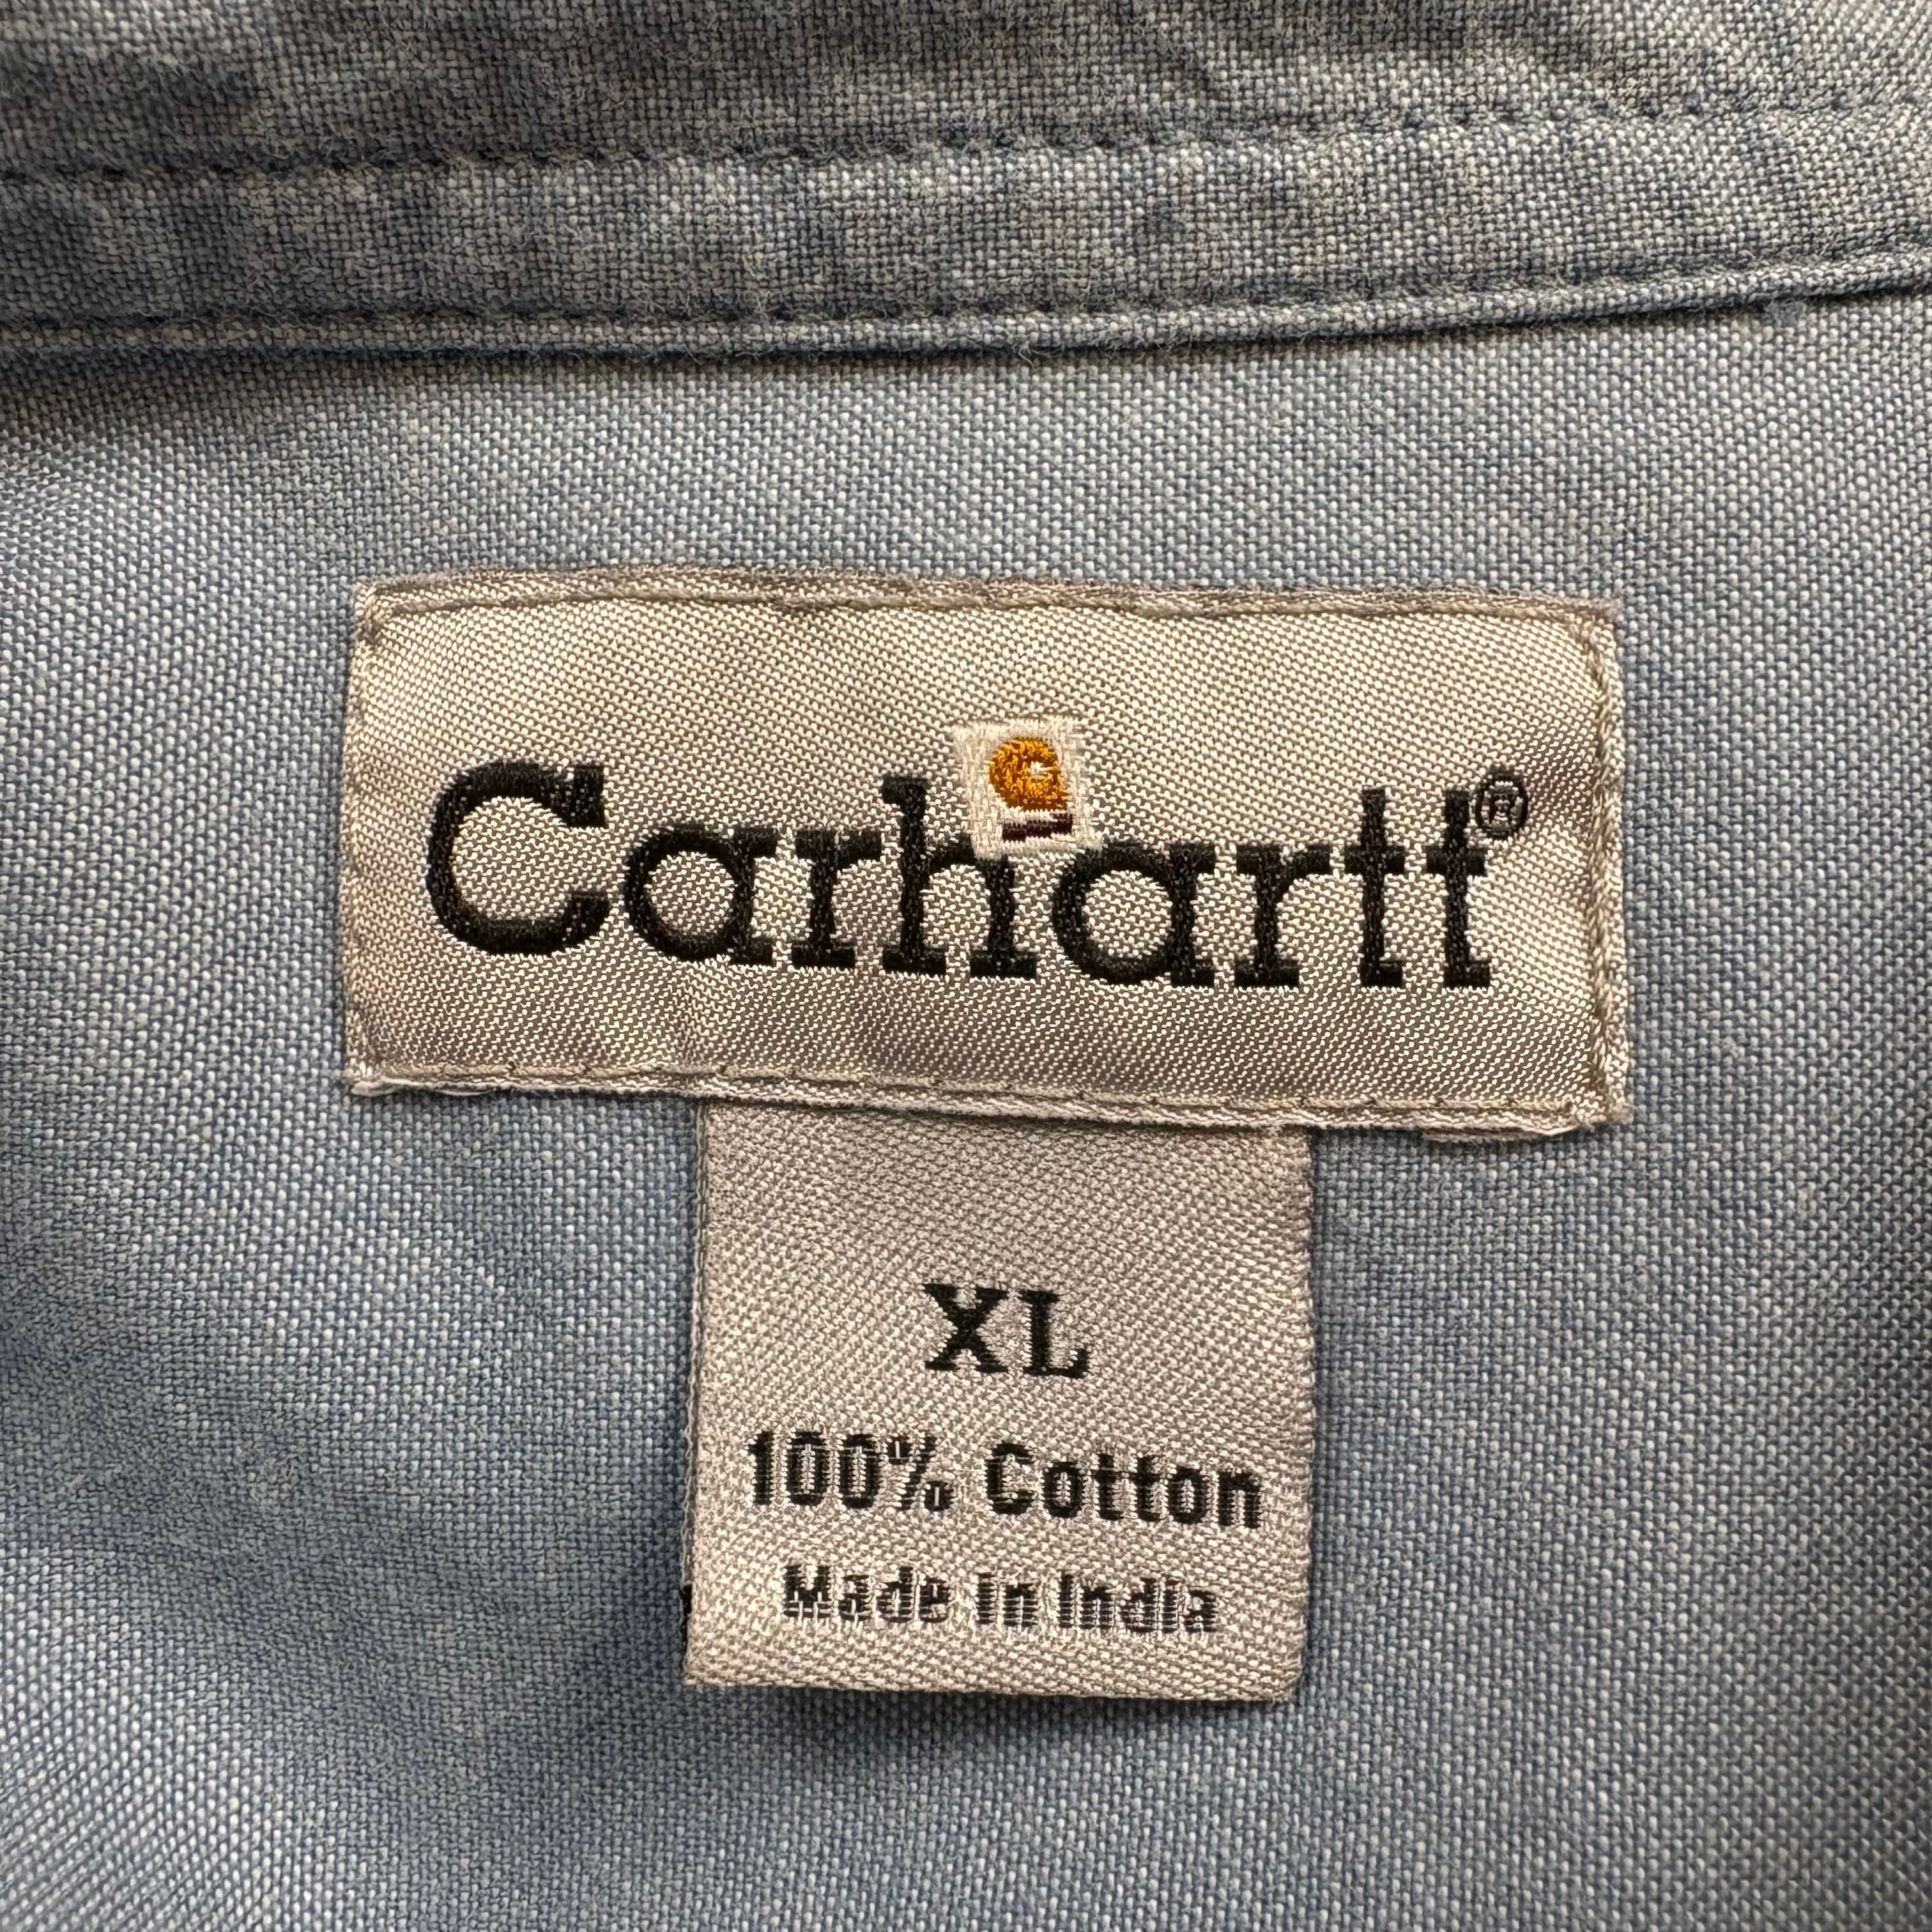 Carhartt®
XL
100% Cotton
Made in India